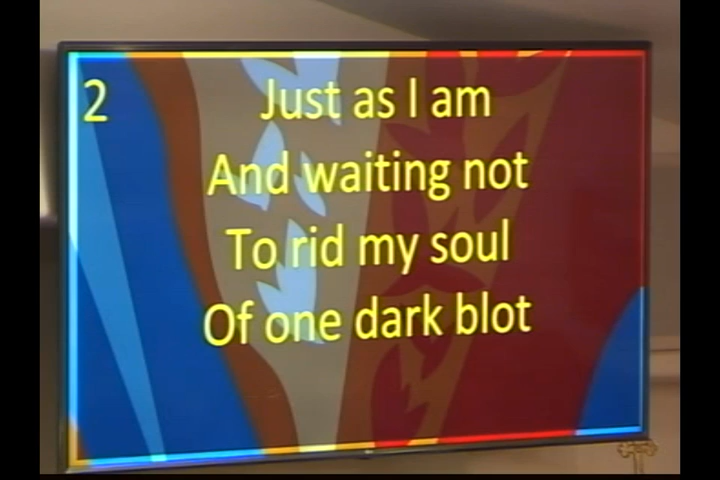 2
Just as I am
And waiting not
To rid my soul
Of one dark blot